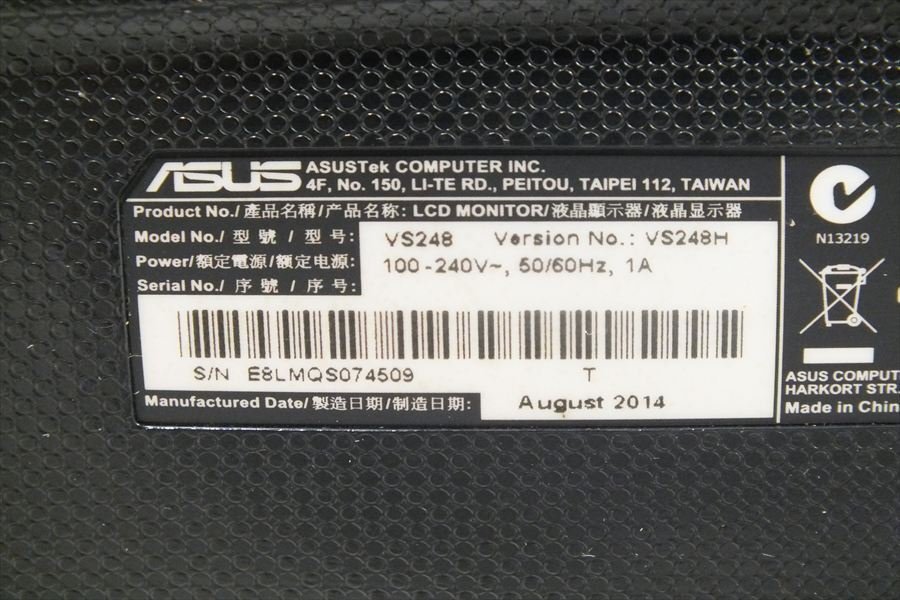 ASUS ASUSTek COMPUTER INC.
4F, No. 150, LI-TE RD., PEITOU, TAIPEI 112, TAIWAN
Product No./產品名稱/产品名称: LCD MONITOR/液晶顯示器/液晶显示器
Model No./型號/型号: VS248 Version No.: VS248H
Power/額定電源/额定电源: 100-240V~, 50/60Hz, 1A
Serial No./序號/序号:
S/N E8LMQS074509 T
Manufactured Date/製造日期/制造日期: August 2014
N13219
ASUS COMPUT
HARKORT STR.
Made in Chin